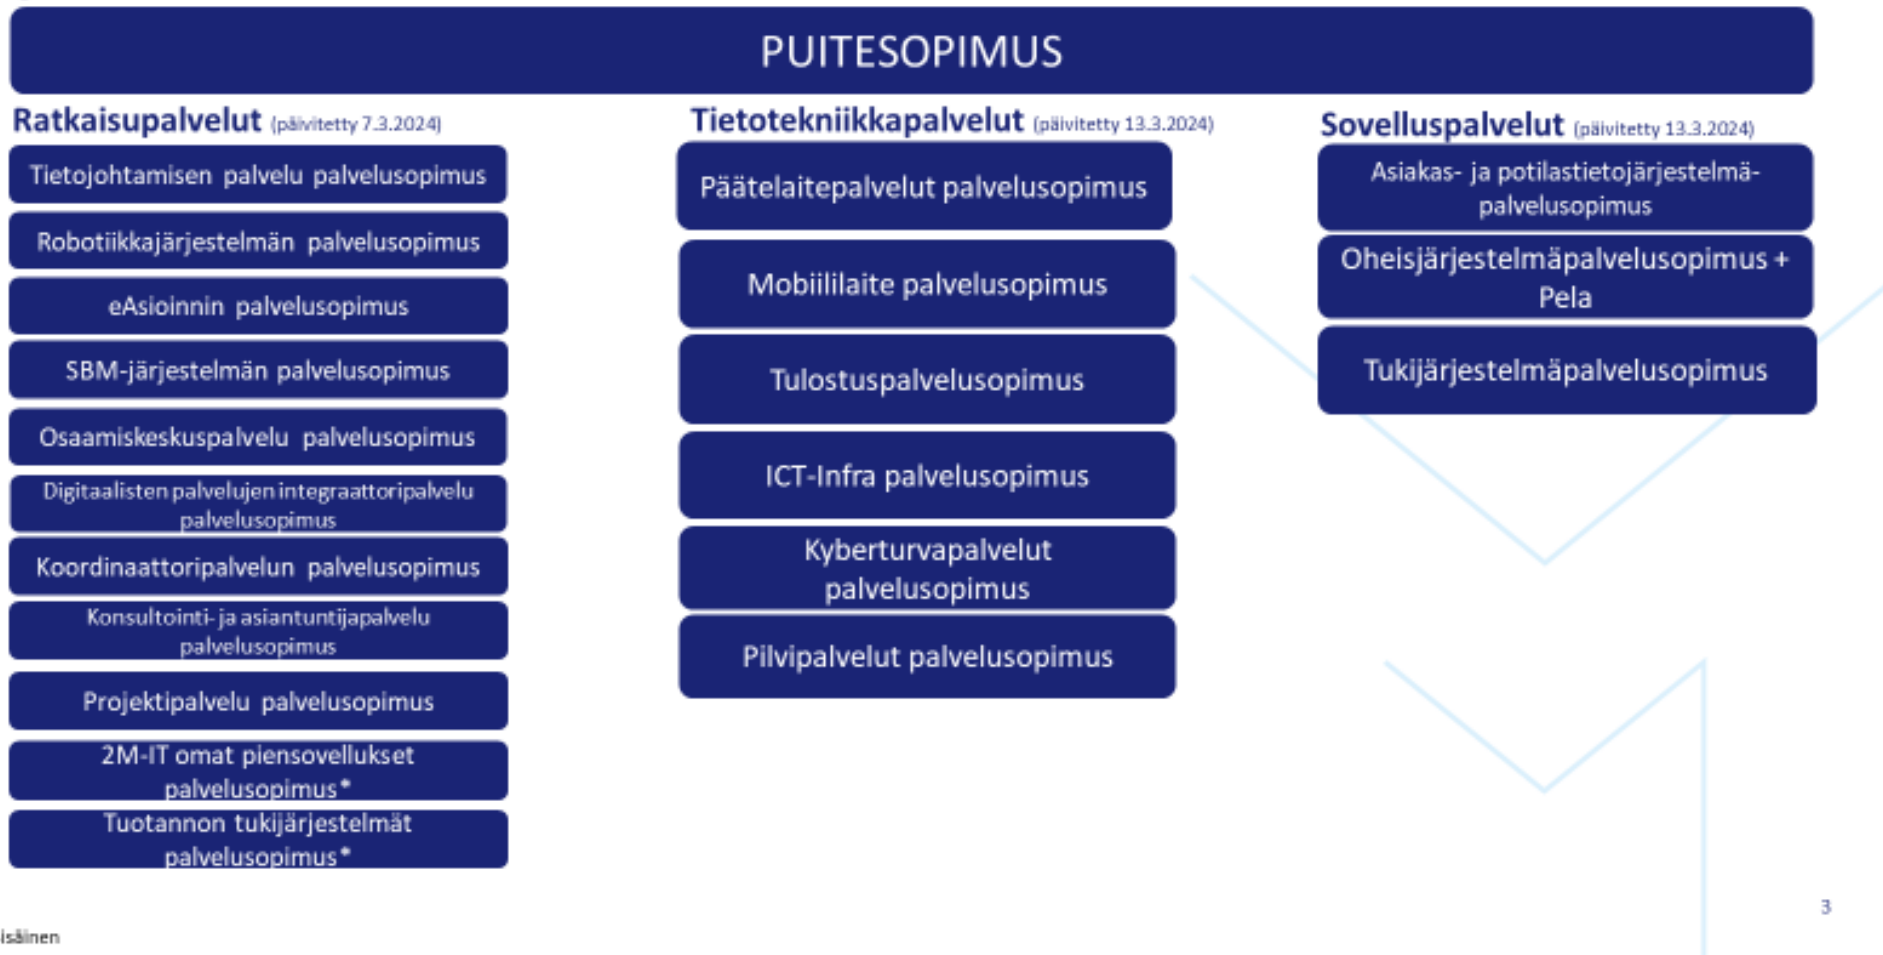 PUITESOPIMUS
Ratkaisupalvelut (päivitetty 7.3.2024)
Tietojohtamisen palvelu palvelusopimus
Robotiikkajärjestelmän palvelusopimus
eAsioinnin palvelusopimus
SBM-järjestelmän palvelusopimus
Osaamiskeskuspalvelu palvelusopimus
Digitaalisten palvelujen integraattoripalvelu
palvelusopimus
Koordinaattoripalvelun palvelusopimus
Konsultointi- ja asiantuntijapalvelu
palvelusopimus
Projektipalvelu palvelusopimus
2M-IT omat piensovellukset
palvelusopimus*
Tuotannon tukijärjestelmät
palvelusopimus*
Tietotekniikkapalvelut (päivitetty 13.3.2024)
Päätelaitepalvelut palvelusopimus
Mobiililaite palvelusopimus
Tulostuspalvelusopimus
ICT-Infra palvelusopimus
Kyberturvapalvelut
palvelusopimus
Pilvipalvelut palvelusopimus
Sovelluspalvelut (päivitetty 13.3.2024)
Asiakas- ja potilastietojärjestelmä-
palvelusopimus
Oheisjärjestelmäpalvelusopimus +
Pela
Tukijärjestelmäpalvelusopimus
3
isäinen